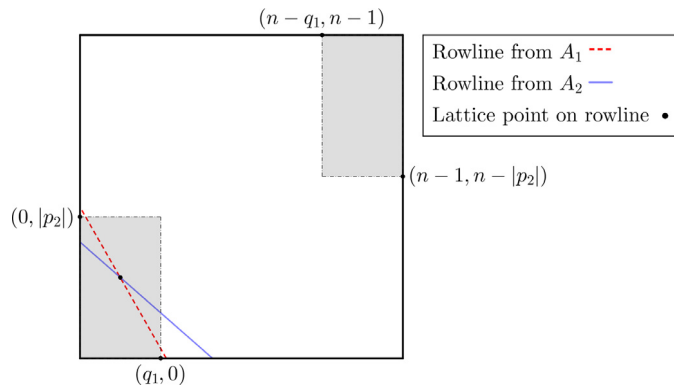 (n − q₁, n − 1)
Rowline from A₁
Rowline from A₂
Lattice point on rowline
(n − 1, n − |p₂|)
(0, |p₂|)
(q₁, 0)